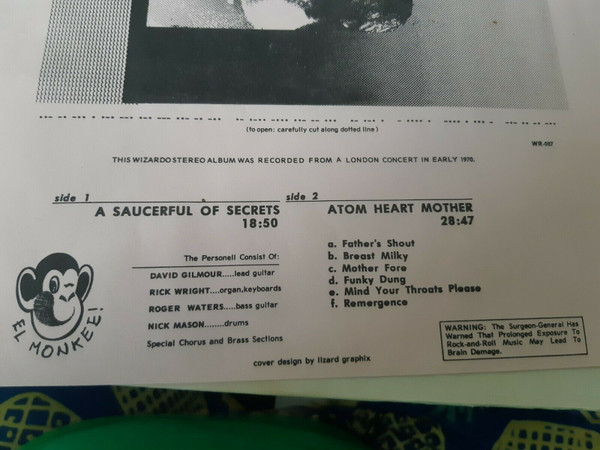 (to open: carefully cut along dotted line)
WR-507
THIS WIZARDO STEREO ALBUM WAS RECORDED FROM A LONDON CONCERT IN EARLY 1970.
side 1
A SAUCERFUL OF SECRETS
18:50
The Personell Consist Of:
DAVID GILMOUR.....lead guitar
RICK WRIGHT....organ,keyboards
ROGER WATERS.....bass guitar
NICK MASON........drums
Special Chorus and Brass Sections
side 2
ATOM HEART MOTHER
28:47
a. Father's Shout
b. Breast Milky
c. Mother Fore
d. Funky Dung
e. Mind Your Throats Please
f. Remergence
EL MONKEE!
WARNING: The Surgeon-General Has
Warned That Prolonged Exposure To
Rock-and-Roll Music May Lead To
Brain Damage.
cover design by lizard graphix